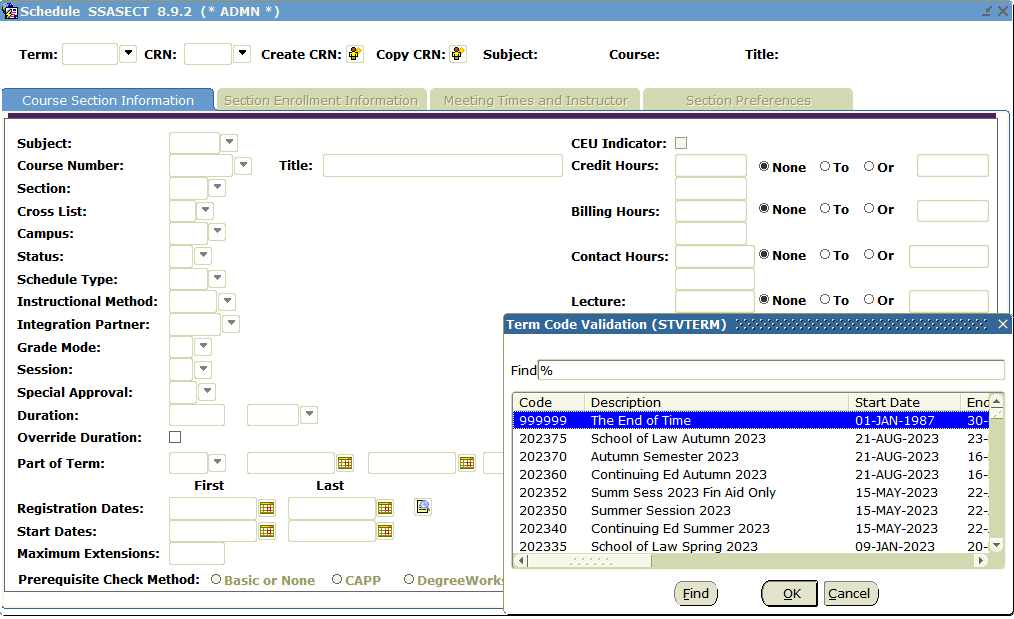 Schedule SSASECT 8.9.2 (* ADMN *)
Term: CRN: Create CRN: Copy CRN: Subject: Course: Title:
Course Section Information Section Enrollment Information Meeting Times and Instructor Section Preferences
Subject: CEU Indicator:
Course Number: Title: Credit Hours: None To Or
Section:
Cross List: Billing Hours: None To Or
Campus:
Status: Contact Hours: None To Or
Schedule Type:
Instructional Method: Lecture: None To Or
Integration Partner:
Grade Mode:
Session:
Special Approval:
Duration:
Override Duration:
Part of Term:
First Last
Registration Dates:
Start Dates:
Maximum Extensions:
Prerequisite Check Method: Basic or None CAPP DegreeWorks
Term Code Validation (STVTERM)
Find %
Code Description Start Date End
999999 The End of Time 01-JAN-1987 30-
202375 School of Law Autumn 2023 21-AUG-2023 23-
202370 Autumn Semester 2023 21-AUG-2023 16-
202360 Continuing Ed Autumn 2023 21-AUG-2023 16-
202352 Summ Sess 2023 Fin Aid Only 15-MAY-2023 22-
202350 Summer Session 2023 15-MAY-2023 22-
202340 Continuing Ed Summer 2023 15-MAY-2023 22-
202335 School of Law Spring 2023 09-JAN-2023 20-
Find OK Cancel